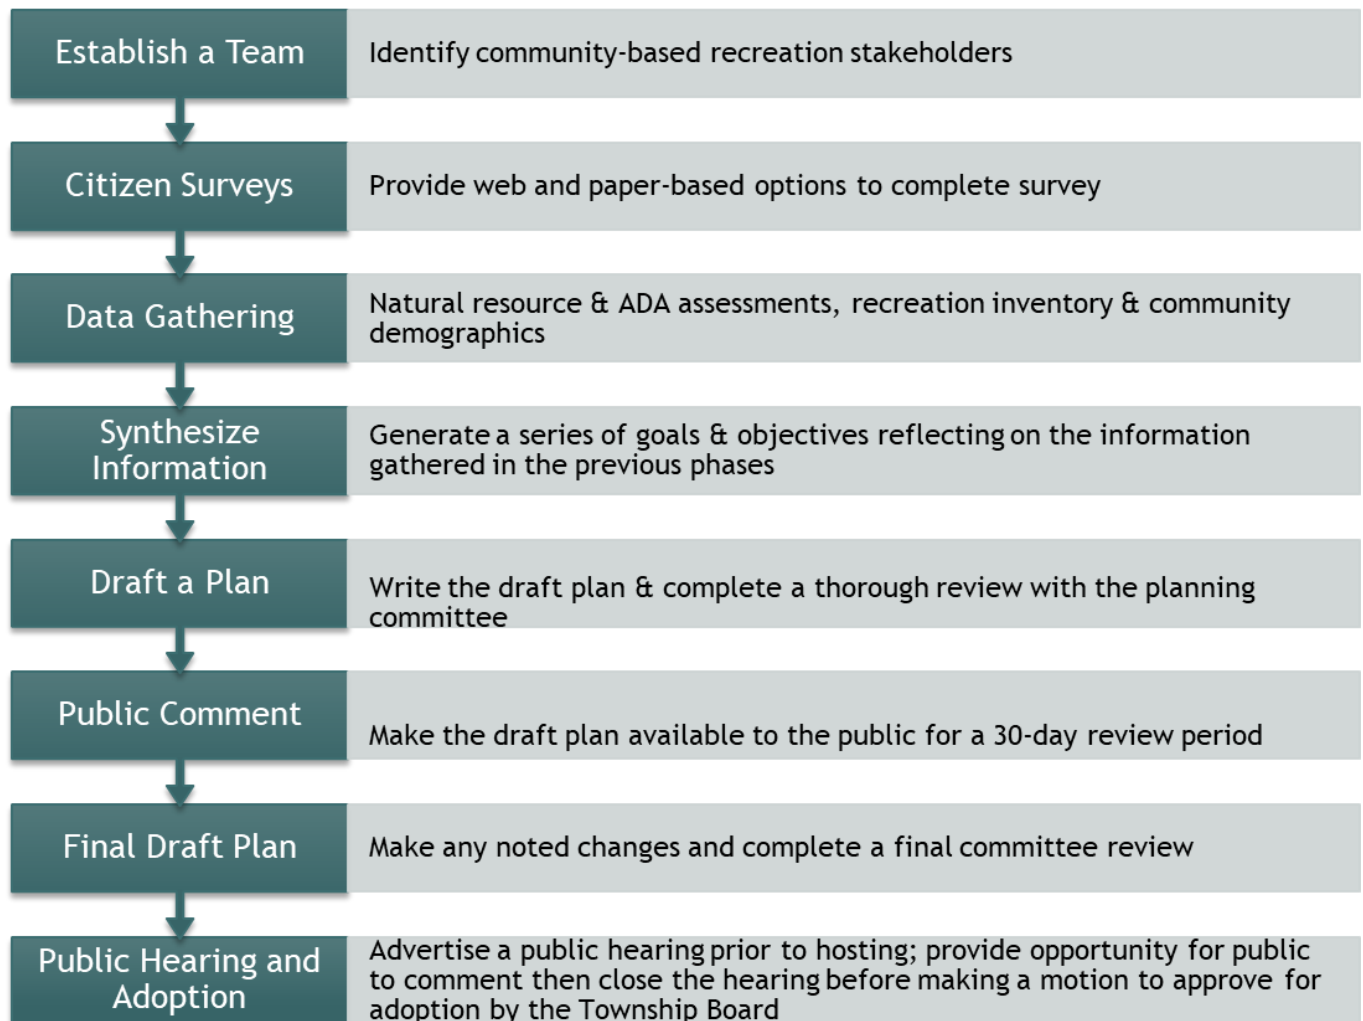 Establish a Team
Identify community-based recreation stakeholders
Citizen Surveys
Provide web and paper-based options to complete survey
Data Gathering
Natural resource & ADA assessments, recreation inventory & community
demographics
Synthesize
Information
Generate a series of goals & objectives reflecting on the information
gathered in the previous phases
Draft a Plan
Write the draft plan & complete a thorough review with the planning
committee
Public Comment
Make the draft plan available to the public for a 30-day review period
Final Draft Plan
Make any noted changes and complete a final committee review
Public Hearing and
Adoption
Advertise a public hearing prior to hosting; provide opportunity for public
to comment then close the hearing before making a motion to approve for
adoption by the Township Board